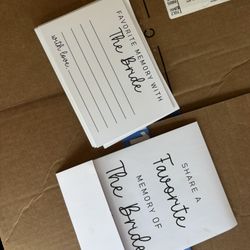 FAVORITE MEMORY WITH
The Bride
with love,
SHARE A
Favorite
MEMORY OF
The Bride